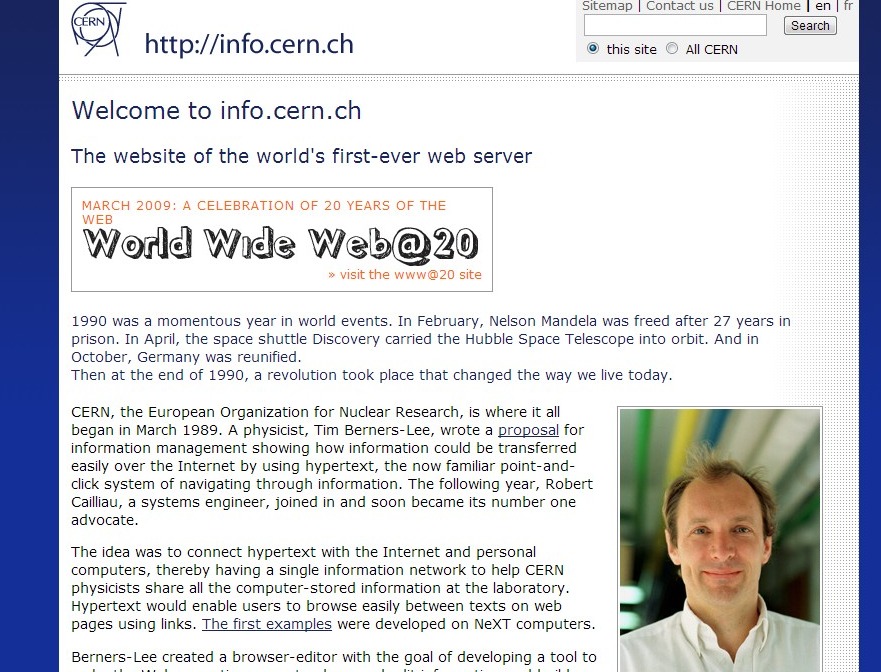 CERN
http://info.cern.ch
Sitemap | Contact us | CERN Home | en | fr
Search
this site All CERN
Welcome to info.cern.ch
The website of the world's first-ever web server
MARCH 2009: A CELEBRATION OF 20 YEARS OF THE
WEB
World Wide Web@20
» visit the www@20 site
1990 was a momentous year in world events. In February, Nelson Mandela was freed after 27 years in
prison. In April, the space shuttle Discovery carried the Hubble Space Telescope into orbit. And in
October, Germany was reunified.
Then at the end of 1990, a revolution took place that changed the way we live today.
CERN, the European Organization for Nuclear Research, is where it all
began in March 1989. A physicist, Tim Berners-Lee, wrote a proposal for
information management showing how information could be transferred
easily over the Internet by using hypertext, the now familiar point-and-
click system of navigating through information. The following year, Robert
Cailliau, a systems engineer, joined in and soon became its number one
advocate.
The idea was to connect hypertext with the Internet and personal
computers, thereby having a single information network to help CERN
physicists share all the computer-stored information at the laboratory.
Hypertext would enable users to browse easily between texts on web
pages using links. The first examples were developed on NeXT computers.
Berners-Lee created a browser-editor with the goal of developing a tool to